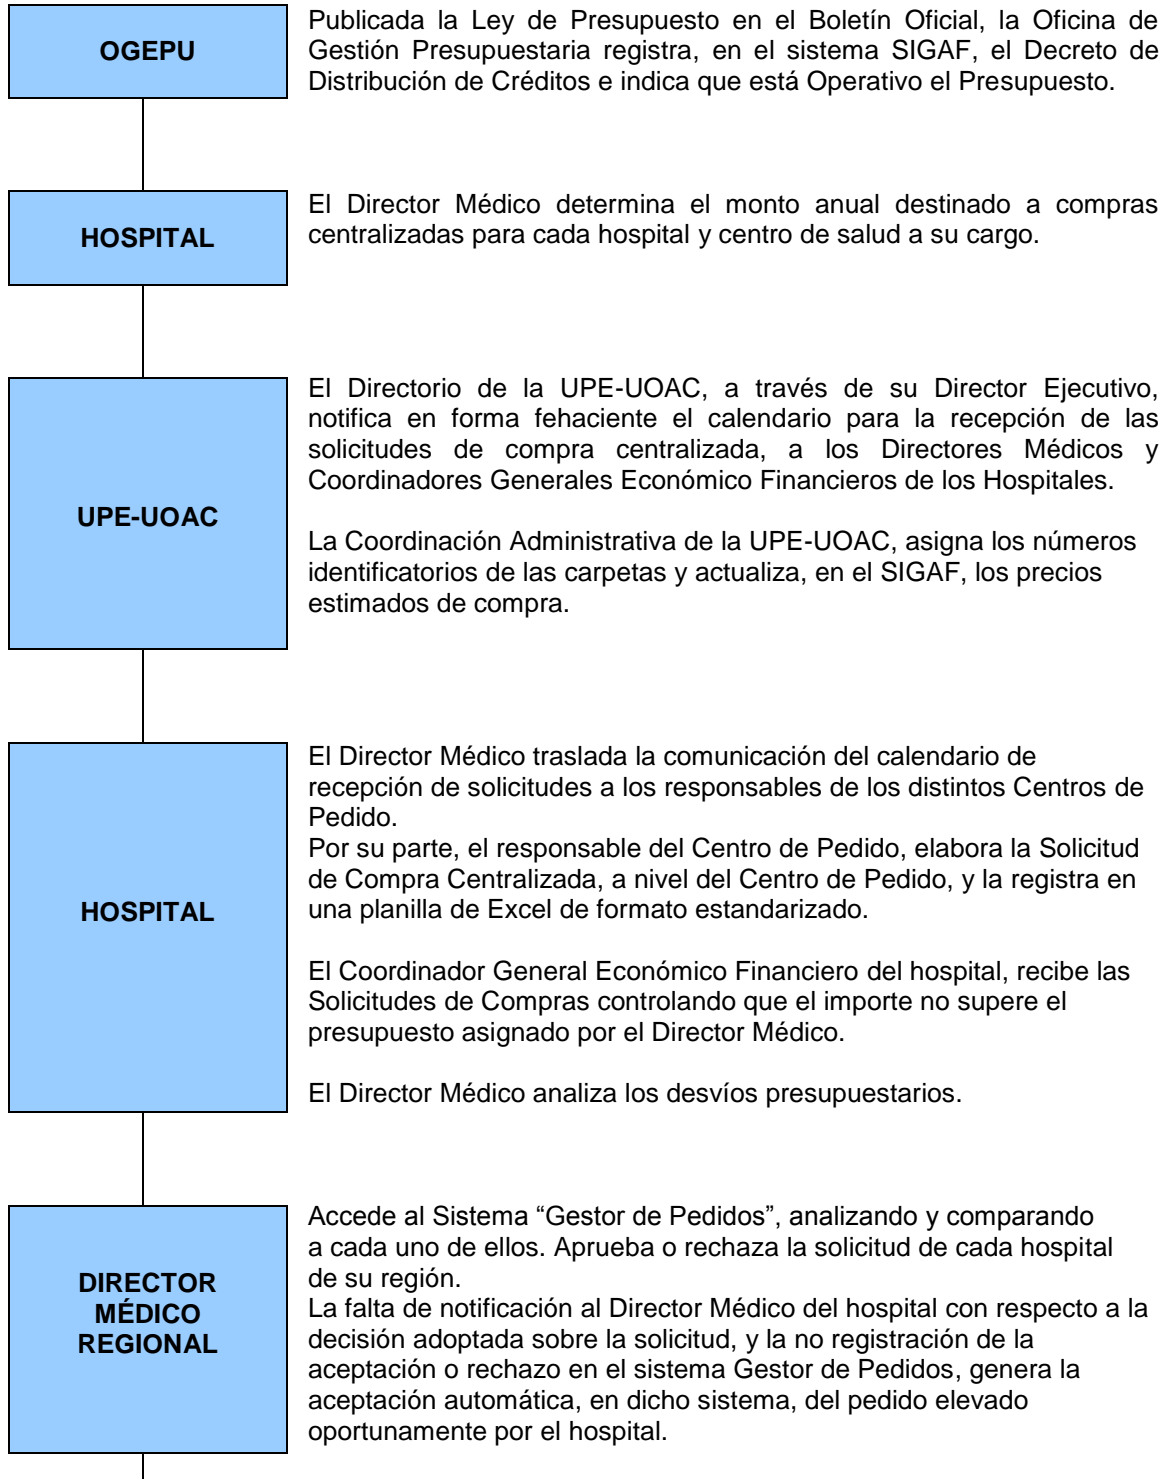 OGEPU
Publicada la Ley de Presupuesto en el Boletín Oficial, la Oficina de
Gestión Presupuestaria registra, en el sistema SIGAF, el Decreto de
Distribución de Créditos e indica que está Operativo el Presupuesto.
HOSPITAL
El Director Médico determina el monto anual destinado a compras
centralizadas para cada hospital y centro de salud a su cargo.
UPE-UOAC
El Directorio de la UPE-UOAC, a través de su Director Ejecutivo,
notifica en forma fehaciente el calendario para la recepción de las
solicitudes de compra centralizada, a los Directores Médicos y
Coordinadores Generales Económico Financieros de los Hospitales.
La Coordinación Administrativa de la UPE-UOAC, asigna los números
identificatorios de las carpetas y actualiza, en el SIGAF, los precios
estimados de compra.
HOSPITAL
El Director Médico traslada la comunicación del calendario de
recepción de solicitudes a los responsables de los distintos Centros de
Pedido.
Por su parte, el responsable del Centro de Pedido, elabora la Solicitud
de Compra Centralizada, a nivel del Centro de Pedido, y la registra en
una planilla de Excel de formato estandarizado.
El Coordinador General Económico Financiero del hospital, recibe las
Solicitudes de Compras controlando que el importe no supere el
presupuesto asignado por el Director Médico.
El Director Médico analiza los desvíos presupuestarios.
DIRECTOR
MÉDICO
REGIONAL
Accede al Sistema “Gestor de Pedidos”, analizando y comparando
a cada uno de ellos. Aprueba o rechaza la solicitud de cada hospital
de su región.
La falta de notificación al Director Médico del hospital con respecto a la
decisión adoptada sobre la solicitud, y la no registración de la
aceptación o rechazo en el sistema Gestor de Pedidos, genera la
aceptación automática, en dicho sistema, del pedido elevado
oportunamente por el hospital.